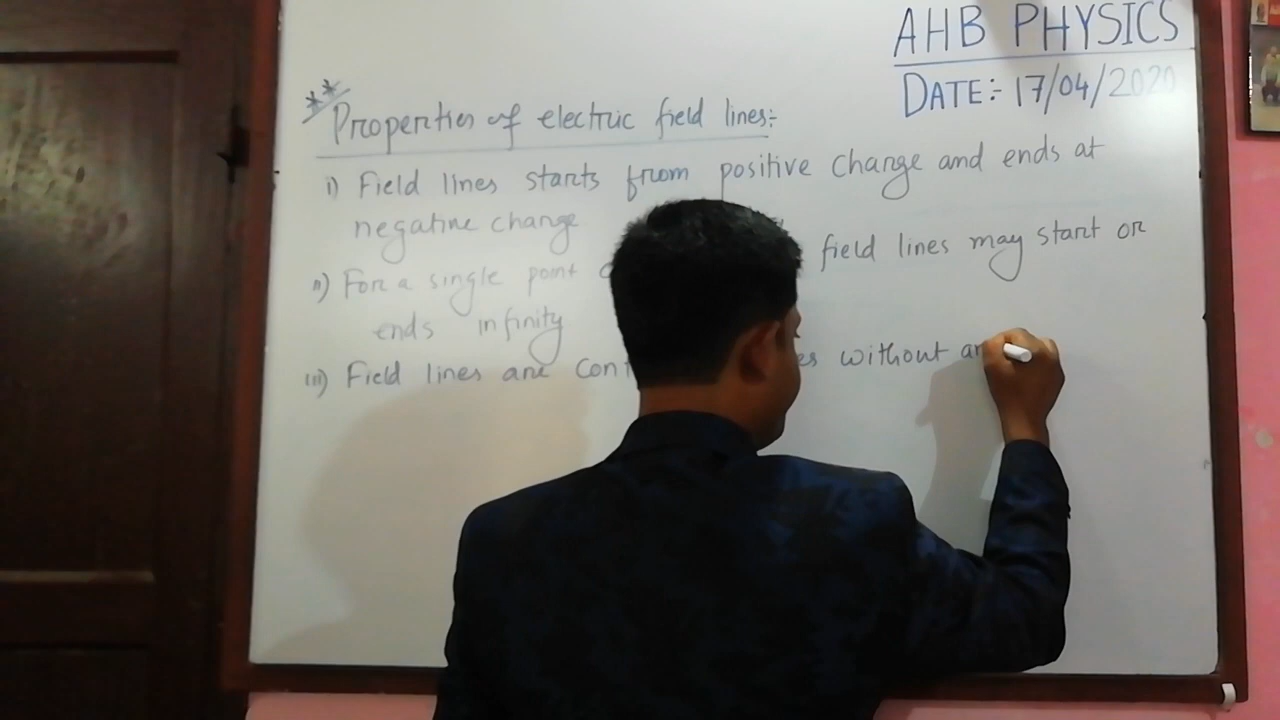 AHB PHYSICS
DATE:- 17/04/2020
** Properties of electric field lines:-
i) Field lines starts from positive charge and ends at
negative charge
ii) For a single point field lines may start or
ends infinity
iii) Field lines are without